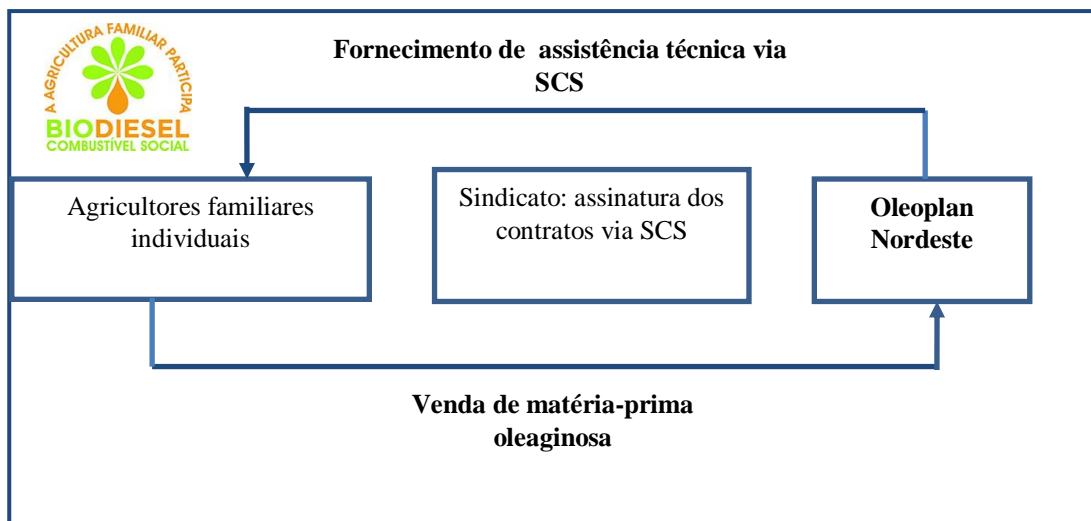 A AGRICULTURA FAMILIAR PARTICIPA
BIODIESEL
COMBUSTÍVEL SOCIAL
Fornecimento de assistência técnica via
SCS
Agricultores familiares
individuais
Sindicato: assinatura dos
contratos via SCS
Oleoplan
Nordeste
Venda de matéria-prima
oleaginosa